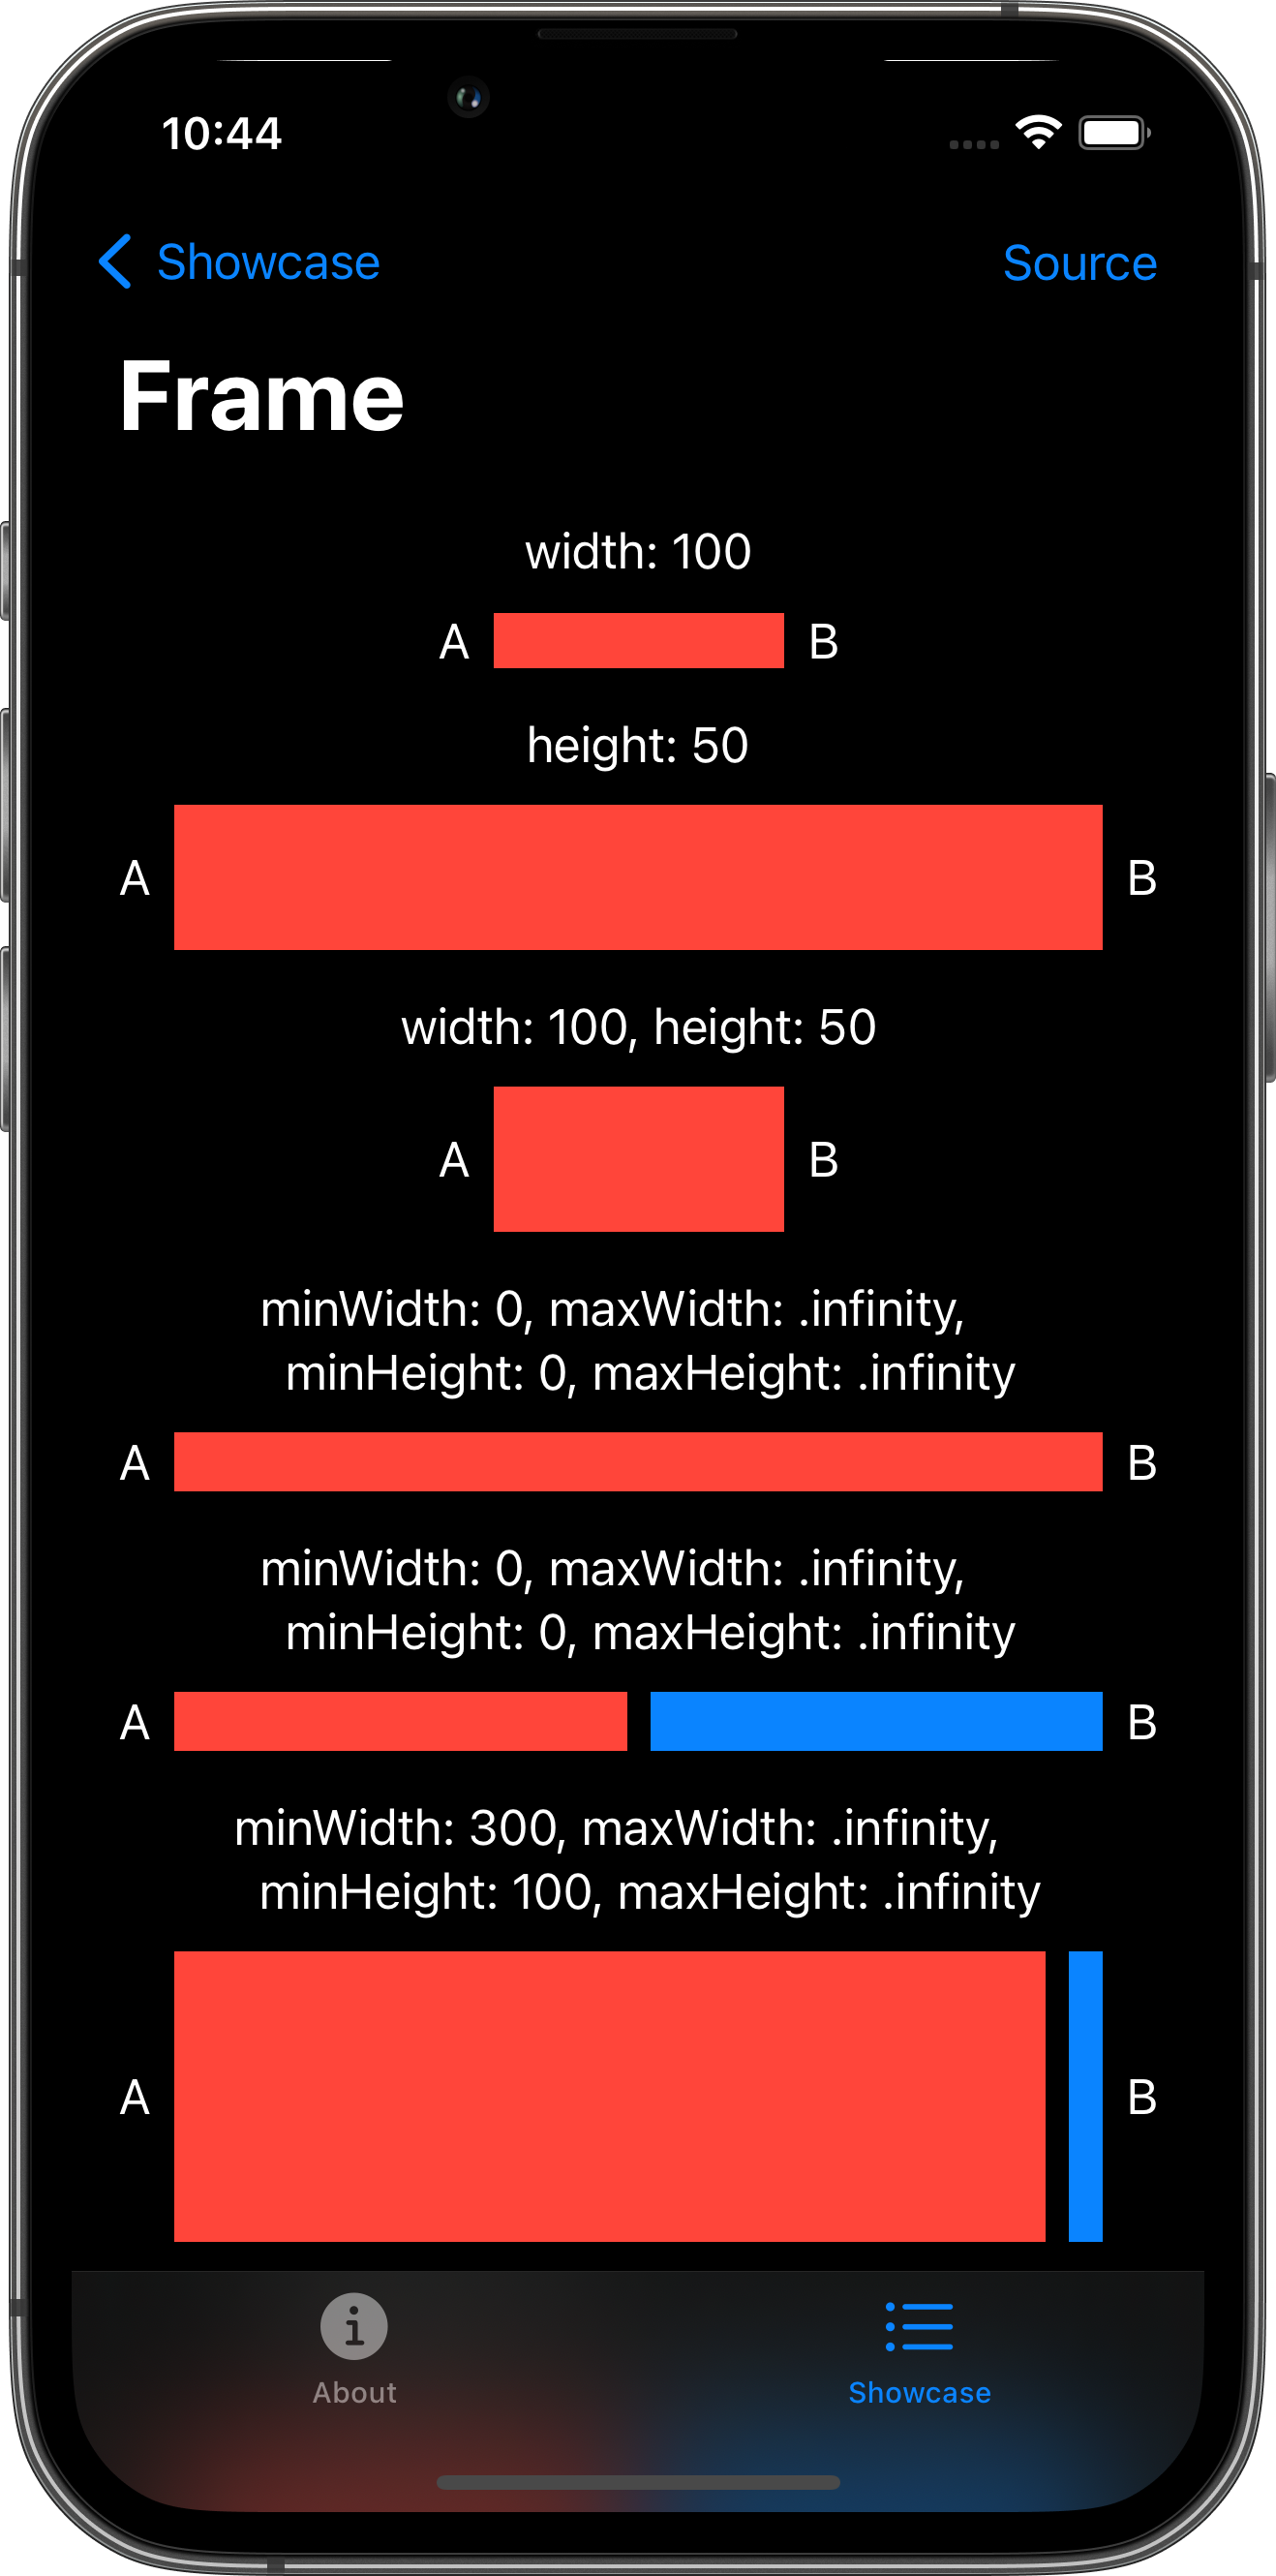 10:44
Showcase
Source
Frame
width: 100
A B
height: 50
A B
width: 100, height: 50
A B
minWidth: 0, maxWidth: .infinity,
minHeight: 0, maxHeight: .infinity
A B
minWidth: 0, maxWidth: .infinity,
minHeight: 0, maxHeight: .infinity
A B
minWidth: 300, maxWidth: .infinity,
minHeight: 100, maxHeight: .infinity
A B
About
Showcase